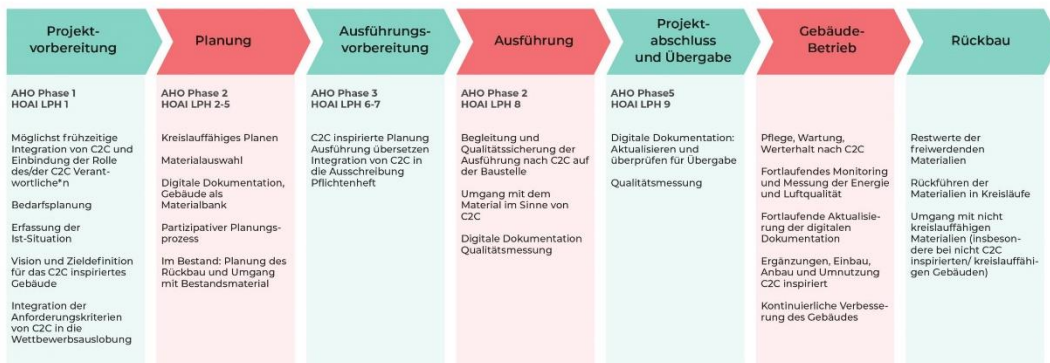 Projekt-
vorbereitung
AHO Phase 1
HOAI LPH 1
Möglichst frühzeitige
Integration von C2C und
Einbindung der Rolle
des/der C2C Verant-
wortliche*n
Bedarfsplanung
Erfassung der
Ist-Situation
Vision und Zieldefinition
für das C2C inspiriertes
Gebäude
Integration der
Anforderungskriterien
von C2C in die
Wettbewerbsauslobung
Planung
AHO Phase 2
HOAI LPH 2-5
Kreislauffähiges Planen
Materialauswahl
Digitale Dokumentation,
Gebäude als
Materialbank
Partizipativer Planungs-
prozess
Im Bestand: Planung des
Rückbau und Umgang
mit Bestandsmaterial
Ausführungs-
vorbereitung
AHO Phase 3
HOAI LPH 6-7
C2C inspirierte Planung
Ausführung übersetzen
Integration von C2C in
die Ausschreibung
Pflichtenheft
Ausführung
AHO Phase 2
HOAI LPH 8
Begleitung und
Qualitätssicherung der
Ausführung nach C2C auf
der Baustelle
Umgang mit dem
Material im Sinne von
C2C
Digitale Dokumentation
Qualitätsmessung
Projekt-
abschluss
und Übergabe
AHO Phase5
HOAI LPH 9
Digitale Dokumentation:
Aktualisieren und
überprüfen für Übergabe
Qualitätsmessung
Gebäude-
Betrieb
Pflege, Wartung,
Werterhalt nach C2C
Fortlaufendes Monitoring
und Messung der Energie
und Luftqualität
Fortlaufende Aktualisie-
rung der digitalen
Dokumentation
Ergänzungen, Einbau,
Anbau und Umnutzung
C2C inspiriert
Kontinuierliche Verbesse-
rung des Gebäudes
Rückbau
Restwerte der
freiwerdenden
Materialien
Rückführen der
Materialien in Kreisläufe
Umgang mit nicht
kreislauffähigen
Materialien (insbeson-
dere bei nicht C2C
inspirierten/ kreislauffähi-
gen Gebäuden)